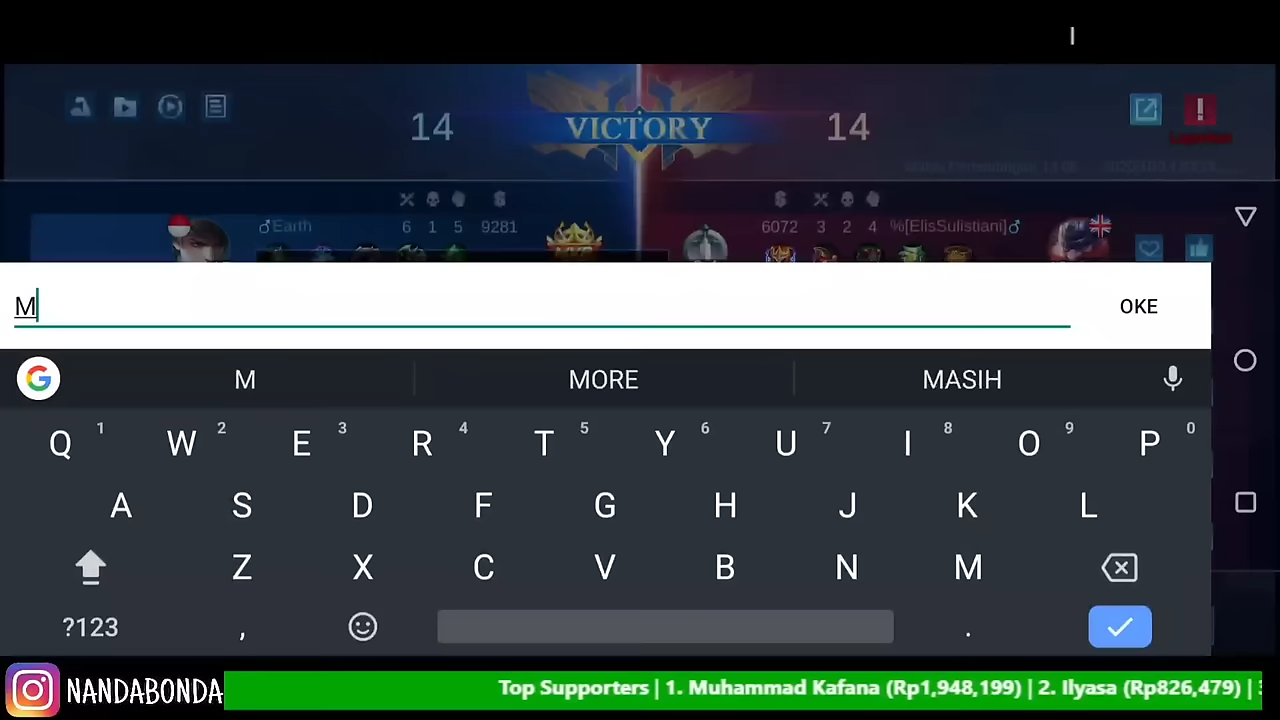 14 VICTORY 14
♂Earth 6 1 5 9281 6072 3 2 4 %[ElisSulistiani]♂
M OKE
M MORE MASIH
Q 1 W 2 E 3 R 4 T 5 Y 6 U 7 I 8 O 9 P 0
A S D F G H J K L
Z X C V B N M
?123 , .
NANDABONDA Top Supporters | 1. Muhammad Kafana (Rp1,948,199) | 2. Ilyasa (Rp826,479) |